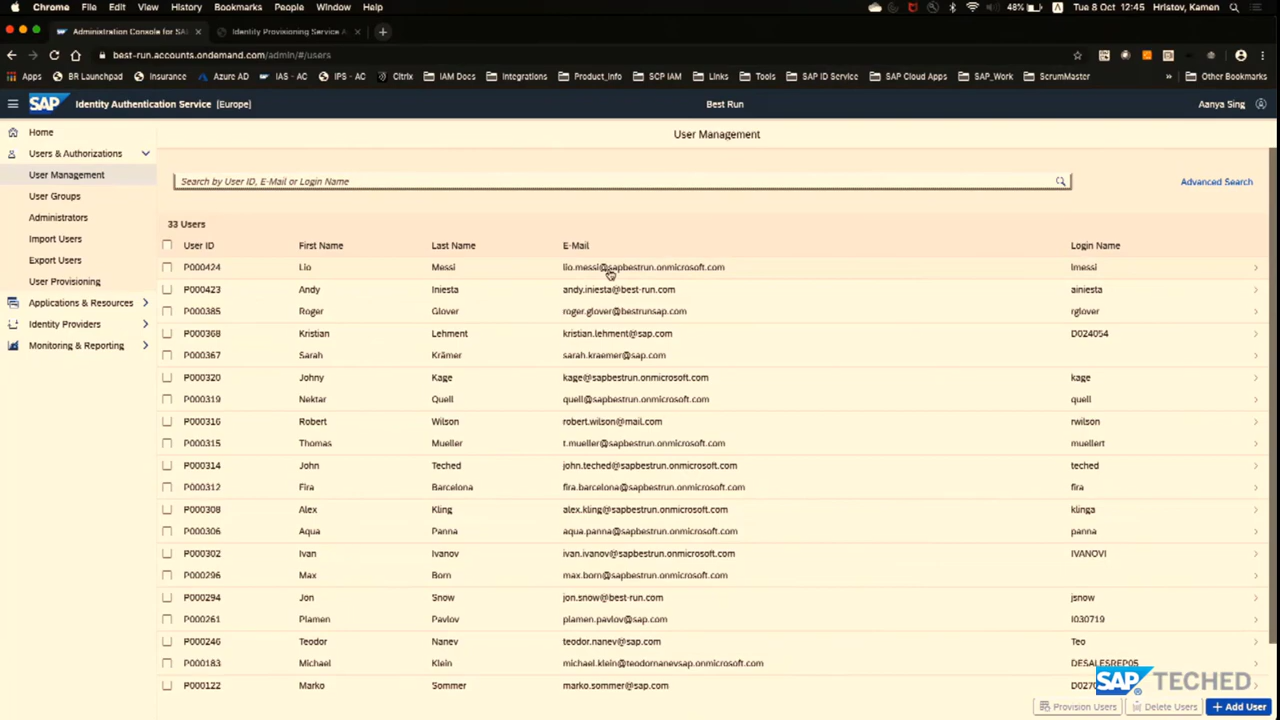 Chrome File Edit View History Bookmarks People Window Help 48% A Tue 8 Oct 12:45 Hristov, Kamen
Administration Console for SA Identity Provisioning Service A
best-run.accounts.ondemand.com/admin/#/users
Apps BR Launchpad Insurance Azure AD IAS - AC IPS - AC Citrix IAM Docs Integrations Product_Info SCP IAM Links Tools SAP ID Service SAP Cloud Apps SAP_Work ScrumMaster » Other Bookmarks
SAP Identity Authentication Service [Europe] Best Run Aanya Sing
Home
Users & Authorizations
User Management
User Groups
Administrators
Import Users
Export Users
User Provisioning
Applications & Resources
Identity Providers
Monitoring & Reporting
User Management
Search by User ID, E-Mail or Login Name Advanced Search
33 Users
User ID First Name Last Name E-Mail Login Name
P000424 Lio Messi lio.messi@sapbestrun.onmicrosoft.com lmessi
P000423 Andy Iniesta andy.iniesta@best-run.com ainiesta
P000385 Roger Glover roger.glover@bestrunsap.com rglover
P000368 Kristian Lehment kristian.lehment@sap.com D024054
P000367 Sarah Krämer sarah.kraemer@sap.com
P000320 Johny Kage kage@sapbestrun.onmicrosoft.com kage
P000319 Nektar Quell quell@sapbestrun.onmicrosoft.com quell
P000316 Robert Wilson robert.wilson@mail.com rwilson
P000315 Thomas Mueller t.mueller@sapbestrun.onmicrosoft.com muellert
P000314 John Teched john.teched@sapbestrun.onmicrosoft.com teched
P000312 Fira Barcelona fira.barcelona@sapbestrun.onmicrosoft.com fira
P000308 Alex Kling alex.kling@sapbestrun.onmicrosoft.com klinga
P000306 Aqua Panna aqua.panna@sapbestrun.onmicrosoft.com panna
P000302 Ivan Ivanov ivan.ivanov@sapbestrun.onmicrosoft.com IVANOVI
P000296 Max Born max.born@sapbestrun.onmicrosoft.com
P000294 Jon Snow jon.snow@best-run.com jsnow
P000261 Plamen Pavlov plamen.pavlov@sap.com I030719
P000246 Teodor Nanev teodor.nanev@sap.com Teo
P000183 Michael Klein michael.klein@teodornanevsap.onmicrosoft.com DESALESREP05
P000122 Marko Sommer marko.sommer@sap.com
SAP TECHED
Provision Users Delete Users + Add User